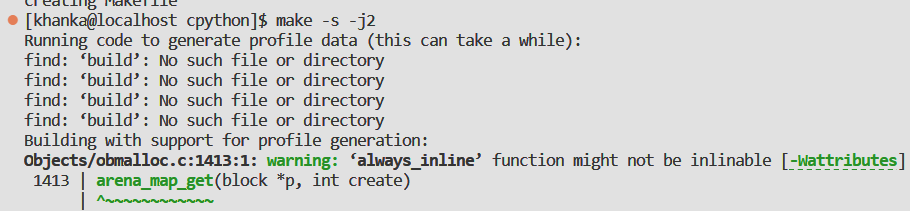 creating Makefile
[khanka@localhost cpython]$ make -s -j2
Running code to generate profile data (this can take a while):
find: ‘build’: No such file or directory
find: ‘build’: No such file or directory
find: ‘build’: No such file or directory
find: ‘build’: No such file or directory
Building with support for profile generation:
Objects/obmalloc.c:1413:1: warning: ‘always_inline’ function might not be inlinable [-Wattributes]
1413 | arena_map_get(block *p, int create)
| ^~~~~~~~~~~~~